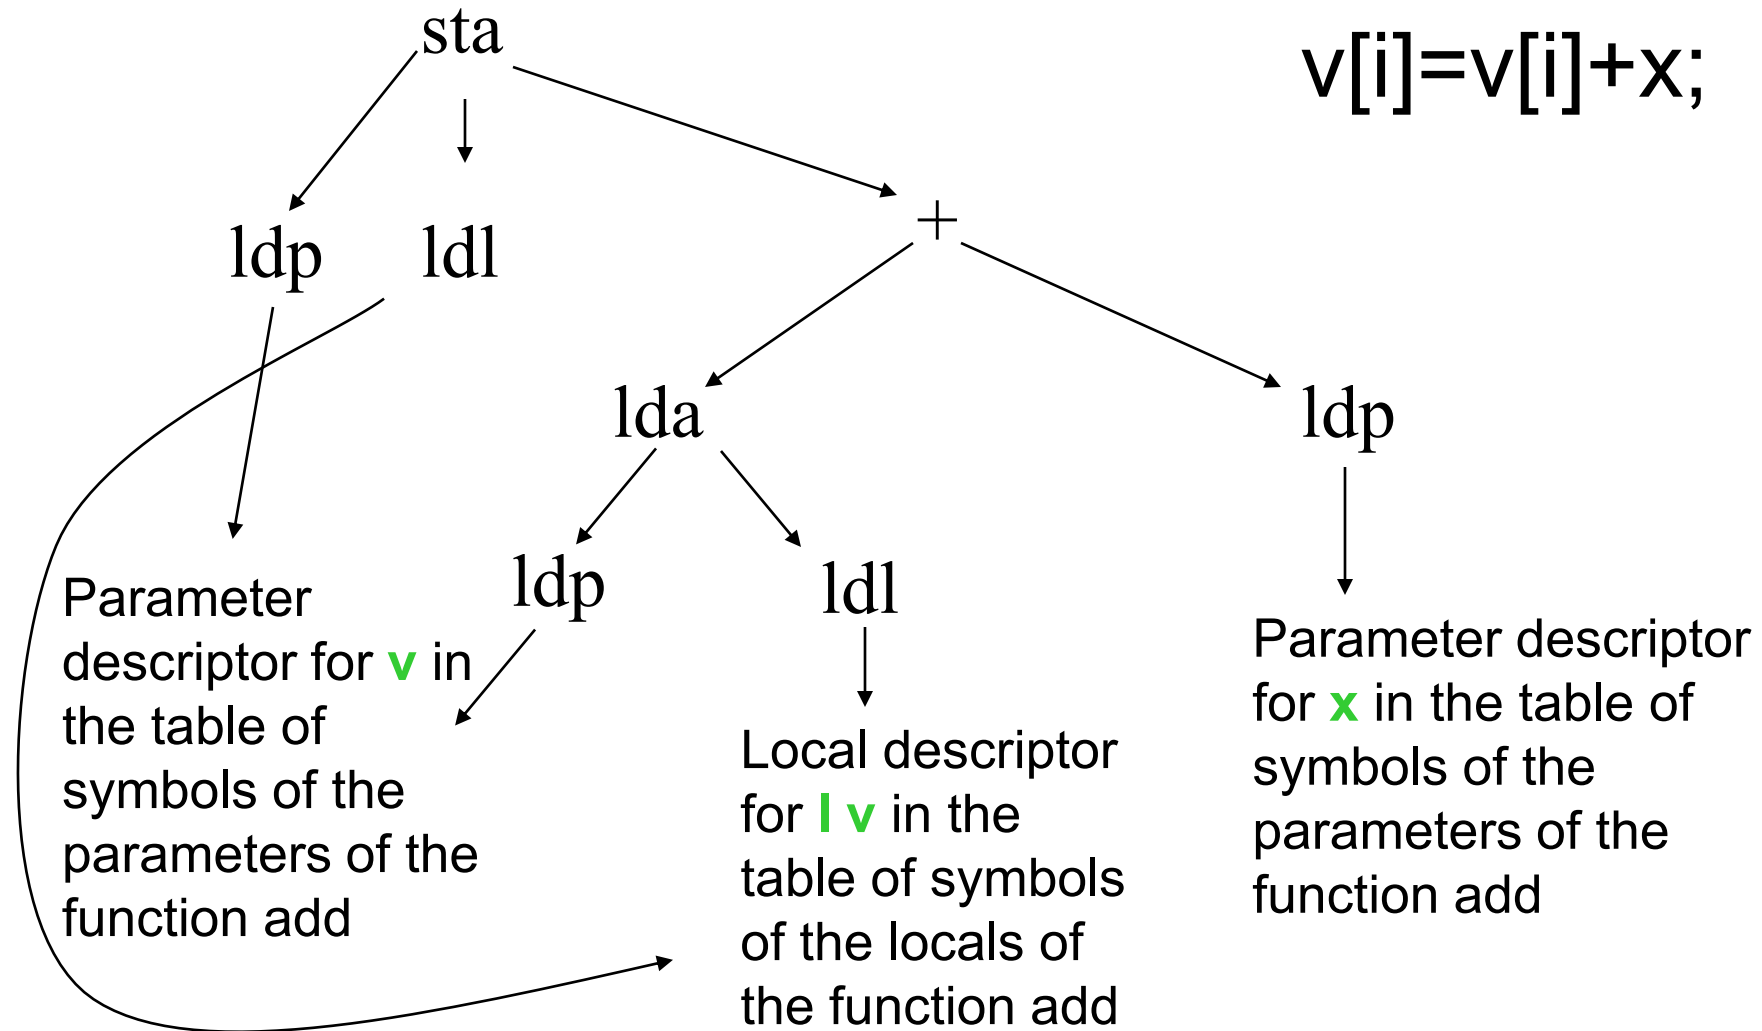 sta
v[i]=v[i]+x;
ldp
ldl
+
lda
ldp
ldp
ldl
Parameter
descriptor for v in
the table of
symbols of the
parameters of the
function add
Local descriptor
for l v in the
table of symbols
of the locals of
the function add
Parameter descriptor
for x in the table of
symbols of the
parameters of the
function add